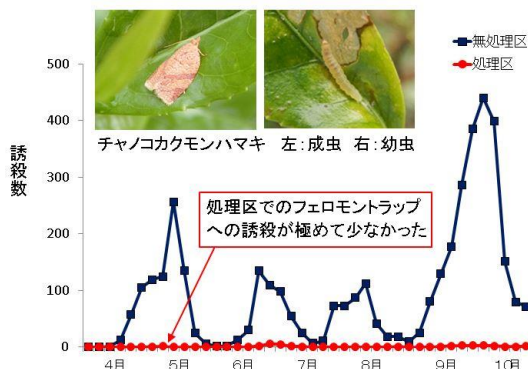 無処理区
処理区
チャノコカクモンハマキ 左:成虫 右:幼虫
誘殺数
500
400
300
200
100
0
処理区でのフェロモントラップ
への誘殺が極めて少なかった
4月 5月 6月 7月 8月 9月 10月